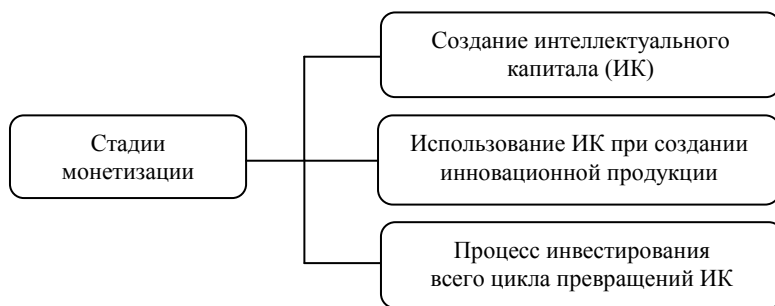 Создание интеллектуального
капитала (ИК)
Стадии
монетизации
Использование ИК при создании
инновационной продукции
Процесс инвестирования
всего цикла превращений ИК